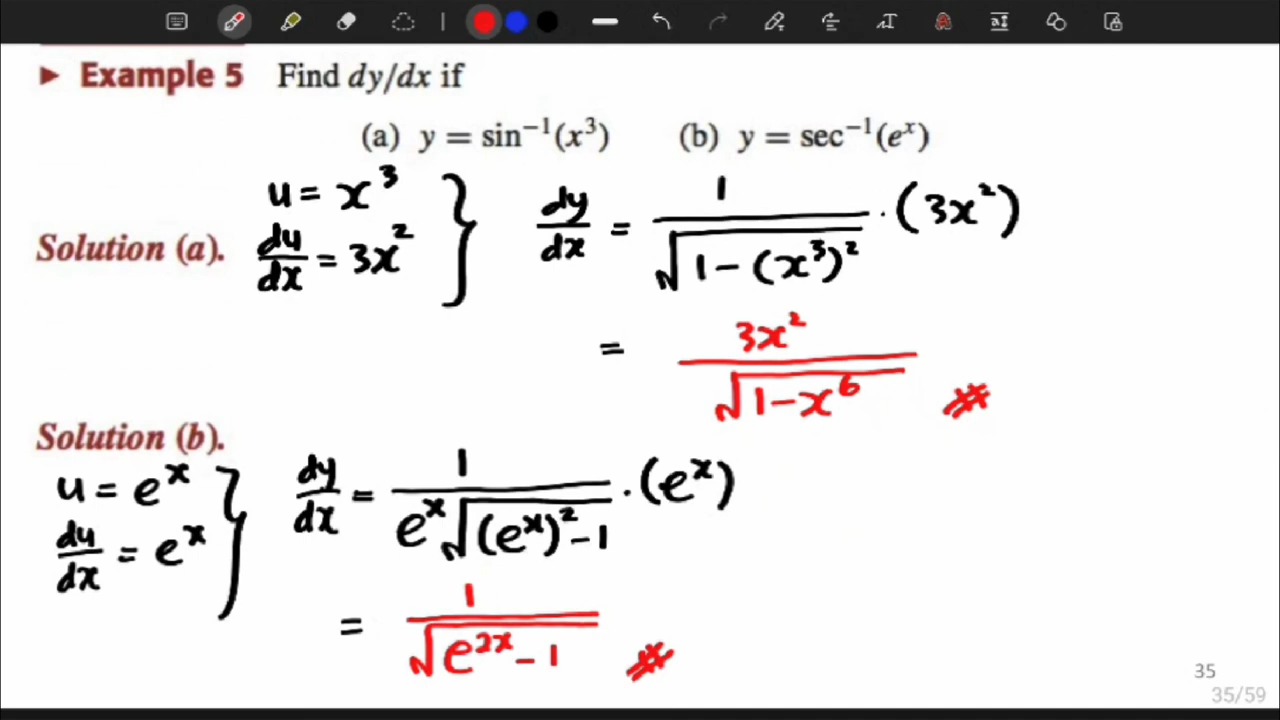 ► Example 5 Find dy/dx if
(a) y = sin⁻¹(x³) (b) y = sec⁻¹(eˣ)
Solution (a).
u = x³
du/dx = 3x²
dy/dx = 1/√(1 − (x³)²) · (3x²)
= 3x²/√(1 − x⁶)
Solution (b).
u = eˣ
du/dx = eˣ
dy/dx = 1/(eˣ√((eˣ)² − 1)) · (eˣ)
= 1/√(e²ˣ − 1)
35
35/59